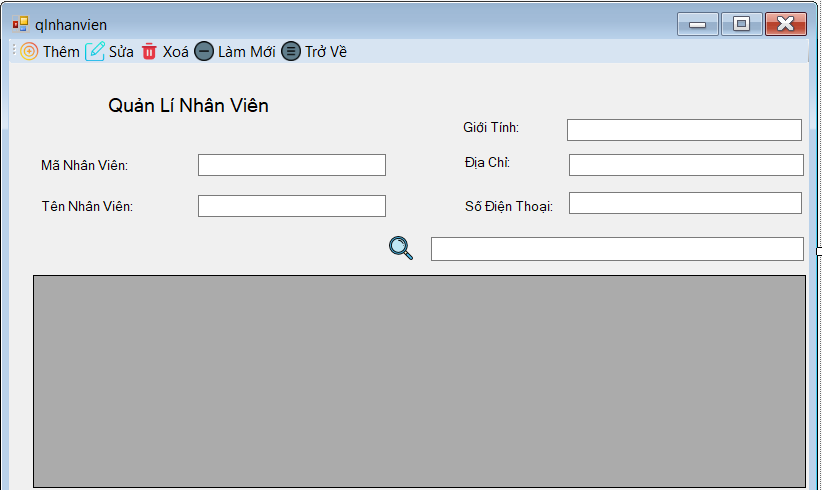 qlnhanvien
Thêm Sửa Xoá Làm Mới Trở Về
Quản Lí Nhân Viên
Giới Tính:
Mã Nhân Viên:
Địa Chỉ:
Tên Nhân Viên:
Số Điện Thoại: